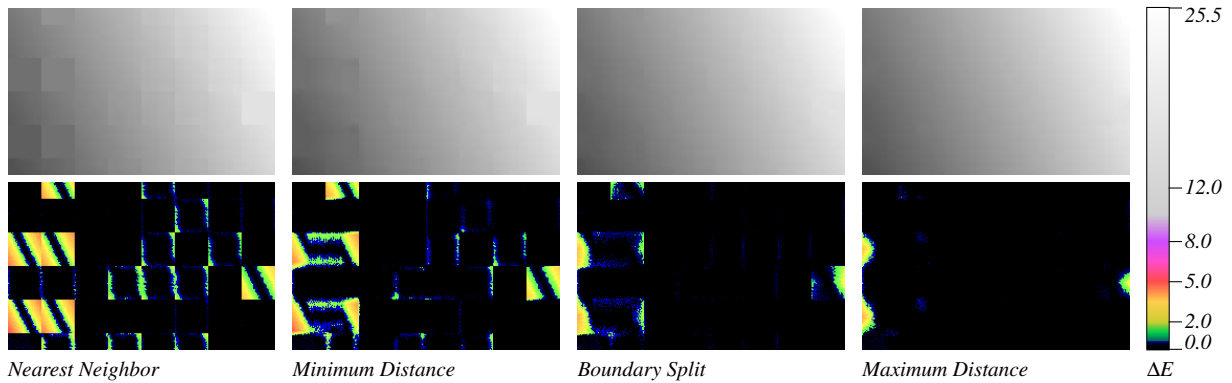 25.5
12.0
8.0
5.0
2.0
0.0
Nearest Neighbor
Minimum Distance
Boundary Split
Maximum Distance
ΔE